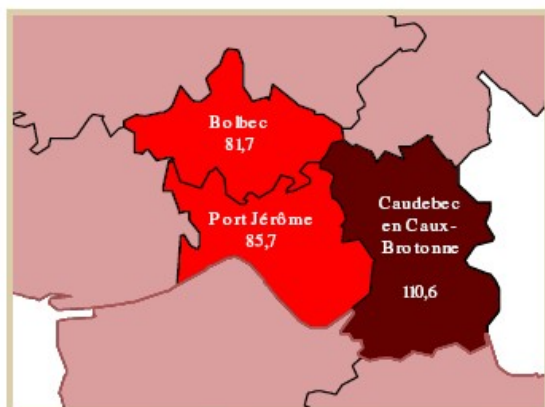 Bolbec
81,7
Port Jérôme
85,7
Caudebec
en Caux-
Brotonne
110,6